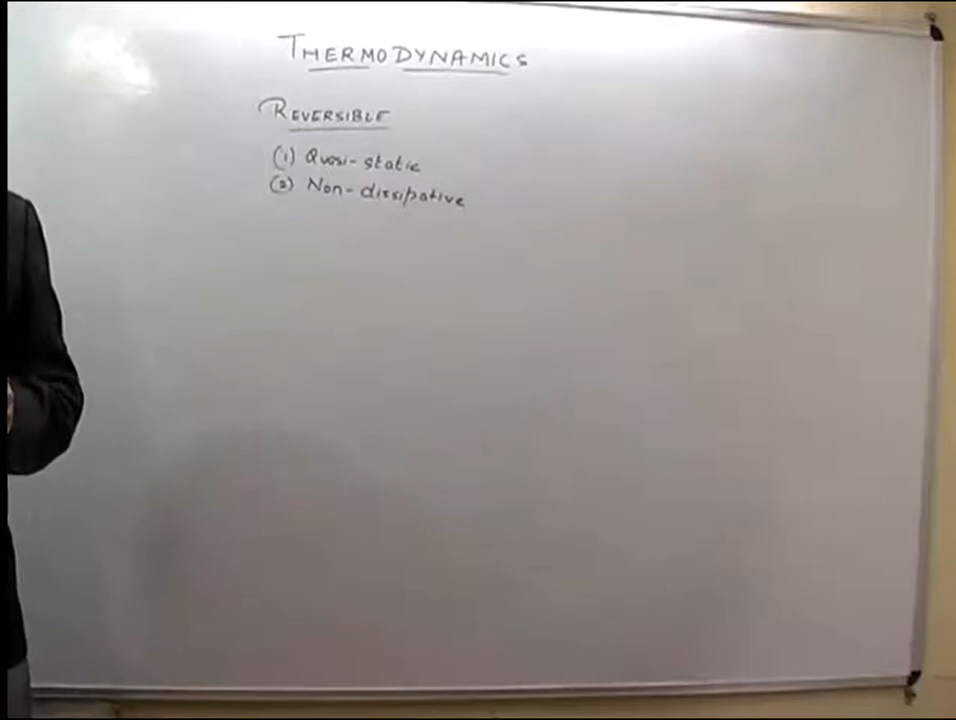 THERMODYNAMICS
REVERSIBLE
(1) Quasi-static
(2) Non-dissipative